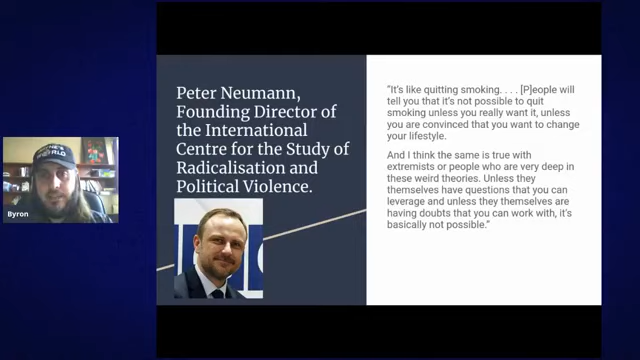 Peter Neumann,
Founding Director of
the International
Centre for the Study of
Radicalisation and
Political Violence.
“It’s like quitting smoking. . . . [P]eople will
tell you that it’s not possible to quit
smoking unless you really want it, unless
you are convinced that you want to change
your lifestyle.
And I think the same is true with
extremists or people who are very deep in
these weird theories. Unless they
themselves have questions that you can
leverage and unless they themselves are
having doubts that you can work with, it’s
basically not possible.”
Byron